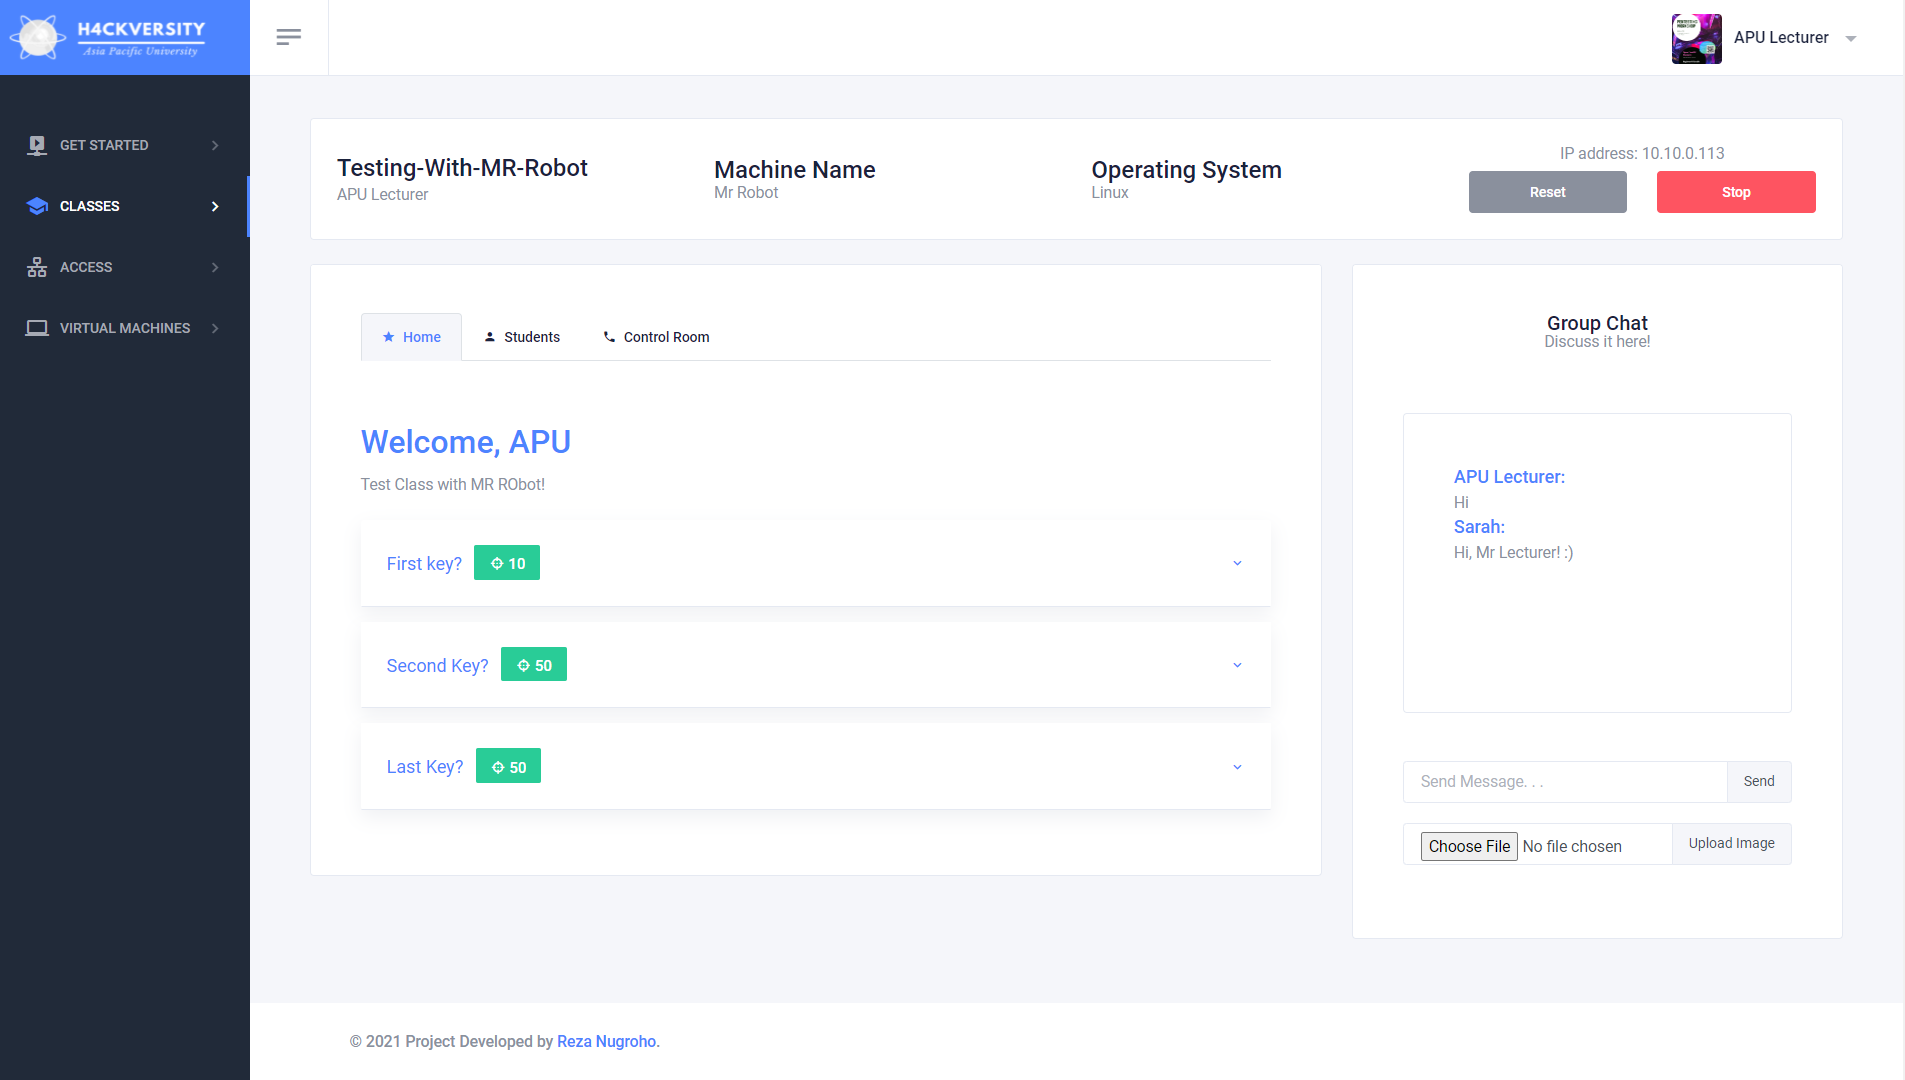 H4CKVERSITY
Asia Pacific University
APU Lecturer
GET STARTED
CLASSES
ACCESS
VIRTUAL MACHINES
Testing-With-MR-Robot
APU Lecturer
Machine Name
Mr Robot
Operating System
Linux
IP address: 10.10.0.113
Reset
Stop
Home
Students
Control Room
Welcome, APU
Test Class with MR RObot!
First key?
10
Second Key?
50
Last Key?
50
Group Chat
Discuss it here!
APU Lecturer:
Hi
Sarah:
Hi, Mr Lecturer! :)
Send Message. . .
Send
Choose File No file chosen
Upload Image
© 2021 Project Developed by Reza Nugroho.